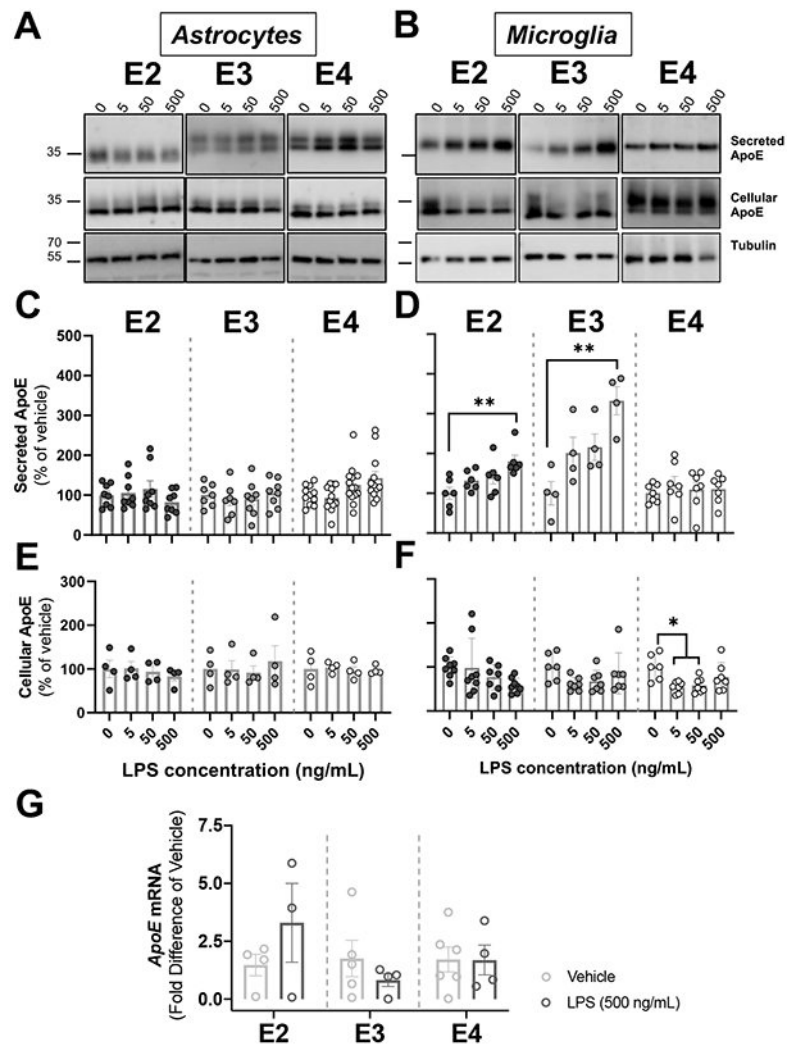 A Astrocytes B Microglia
E2 E3 E4 E2 E3 E4
0 5 50 500 0 5 50 500 0 5 50 500 0 5 50 500 0 5 50 500 0 5 50 500
35 Secreted ApoE
35 Cellular ApoE
70 Tubulin
55
C E2 E3 E4 D E2 E3 E4
Secreted ApoE
(% of vehicle)
500
400
300
200
100
0
** **
E F
Cellular ApoE
(% of vehicle)
300
200
100
0
*
0 5 50 500 0 5 50 500 0 5 50 500 0 5 50 500 0 5 50 500 0 5 50 500
LPS concentration (ng/mL) LPS concentration (ng/mL)
G
ApoE mRNA
(Fold Difference of Vehicle)
7.5
5.0
2.5
0.0
E2 E3 E4
Vehicle
LPS (500 ng/mL)